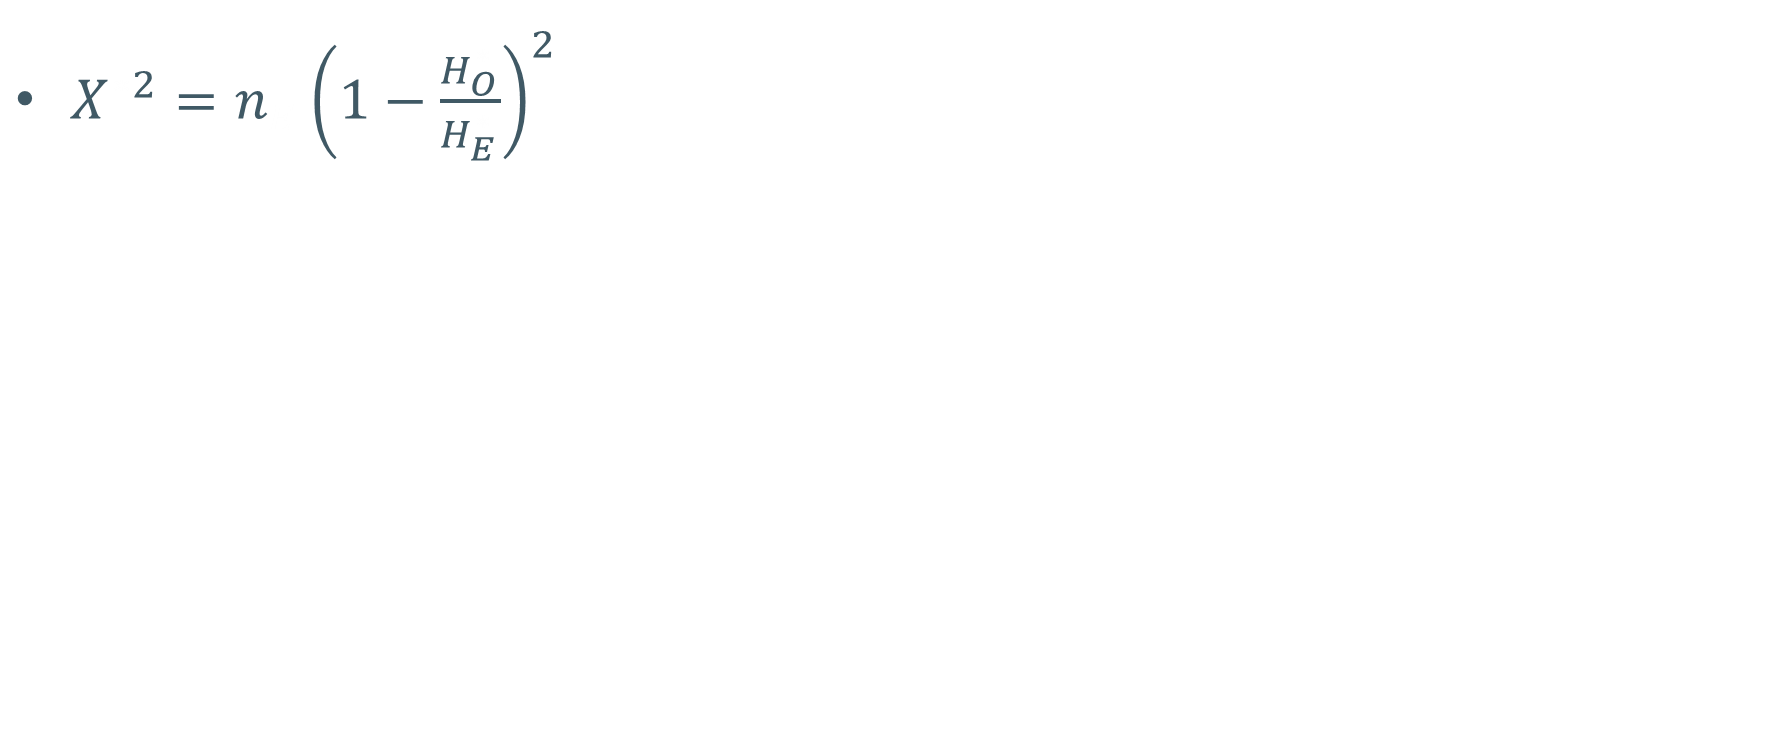 • X ² = n (1 − H_O/H_E)²